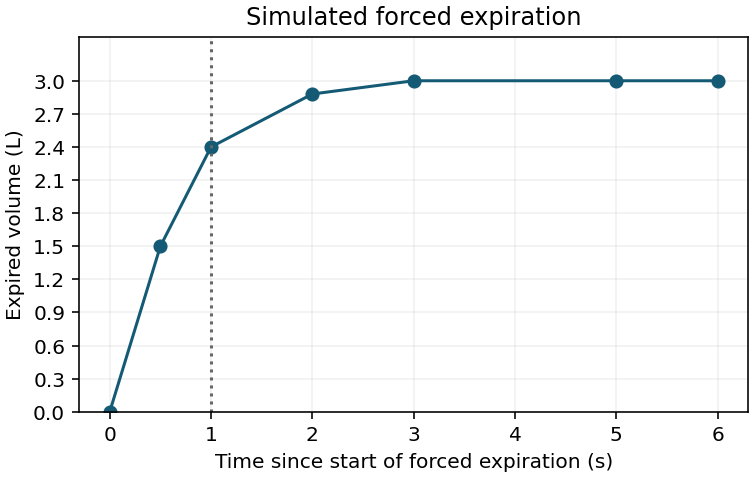 Simulated forced expiration
Expired volume (L)
3.0
2.7
2.4
2.1
1.8
1.5
1.2
0.9
0.6
0.3
0.0
0 1 2 3 4 5 6
Time since start of forced expiration (s)